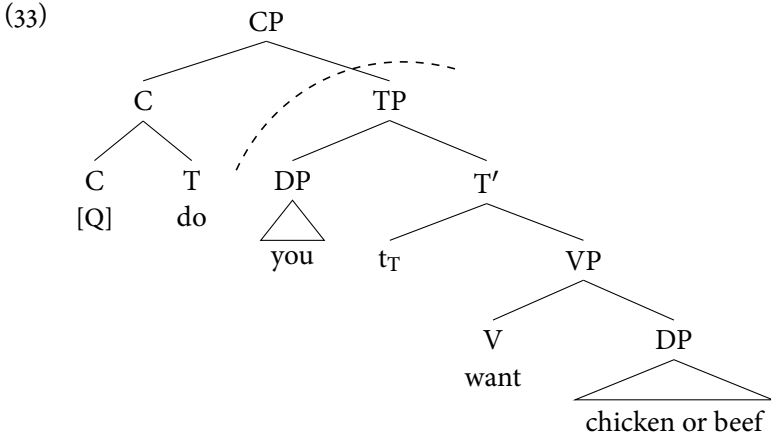 (33)
CP
C TP
C T DP T′
[Q] do
you t_T VP
V DP
want
chicken or beef